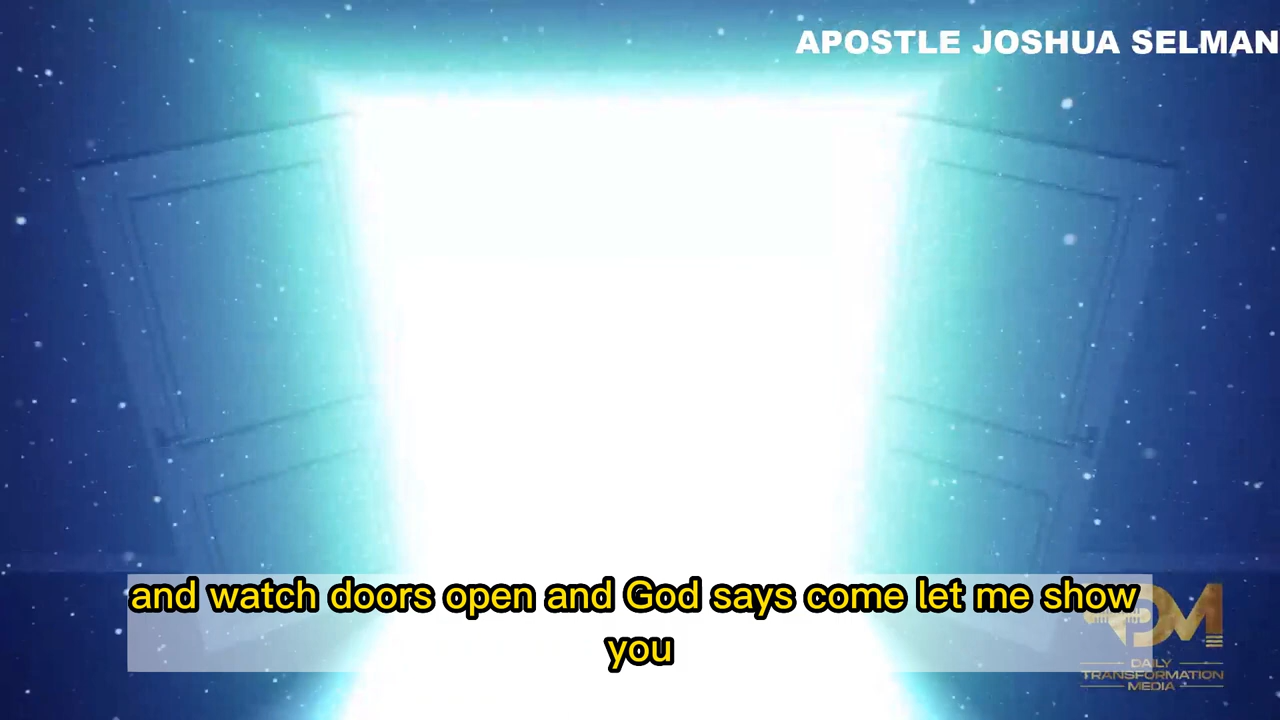 APOSTLE JOSHUA SELMAN
and watch doors open and God says come let me show
you
DAILY
TRANSFORMATION
MEDIA